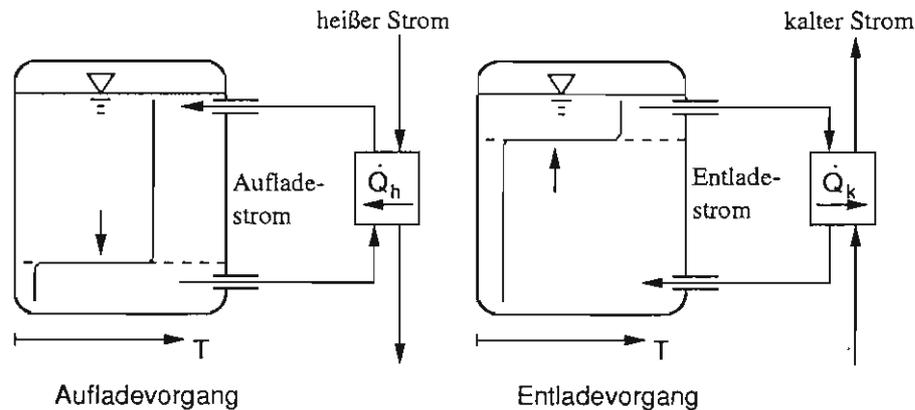 heißer Strom
kalter Strom
Auflade-
strom
Q̇h
Entlade-
strom
Q̇k
T
T
Aufladevorgang
Entladevorgang